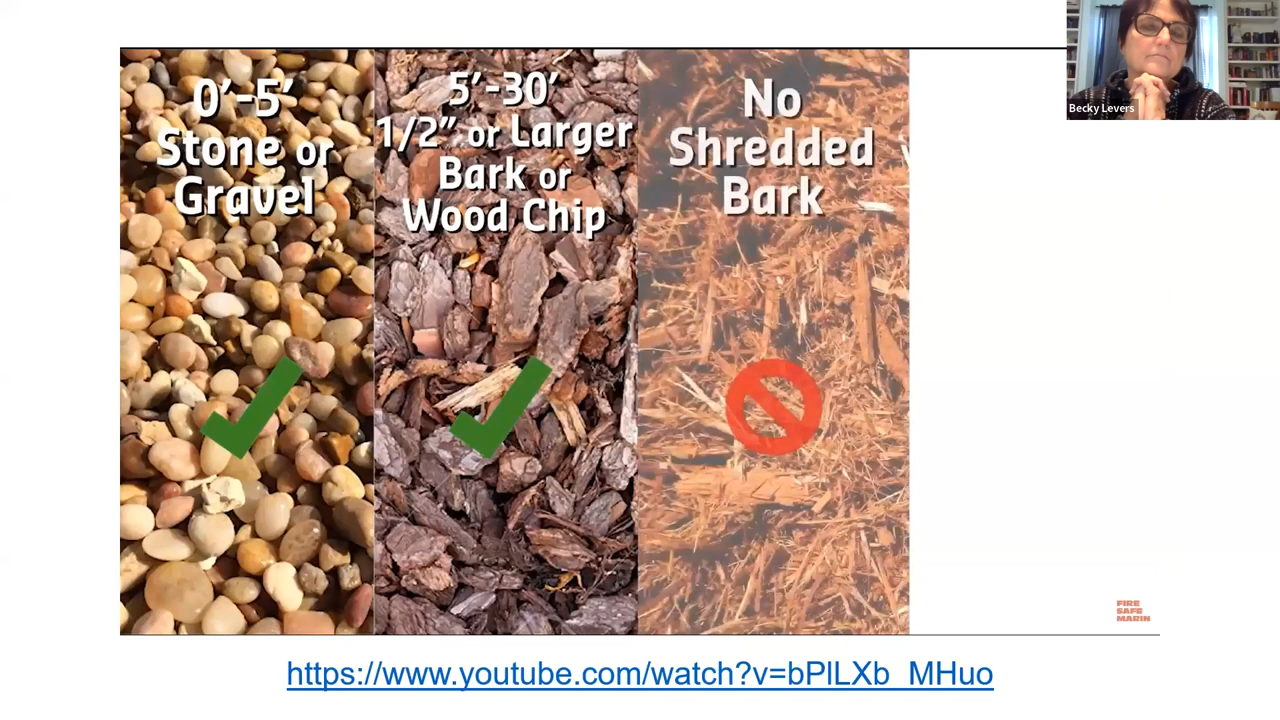 0'-5'
Stone or
Gravel
5'-30'
1/2" or Larger
Bark or
Wood Chip
No
Shredded
Bark
Becky Levers
FIRE
SAFE
MARIN
https://www.youtube.com/watch?v=bPlLXb_MHuo